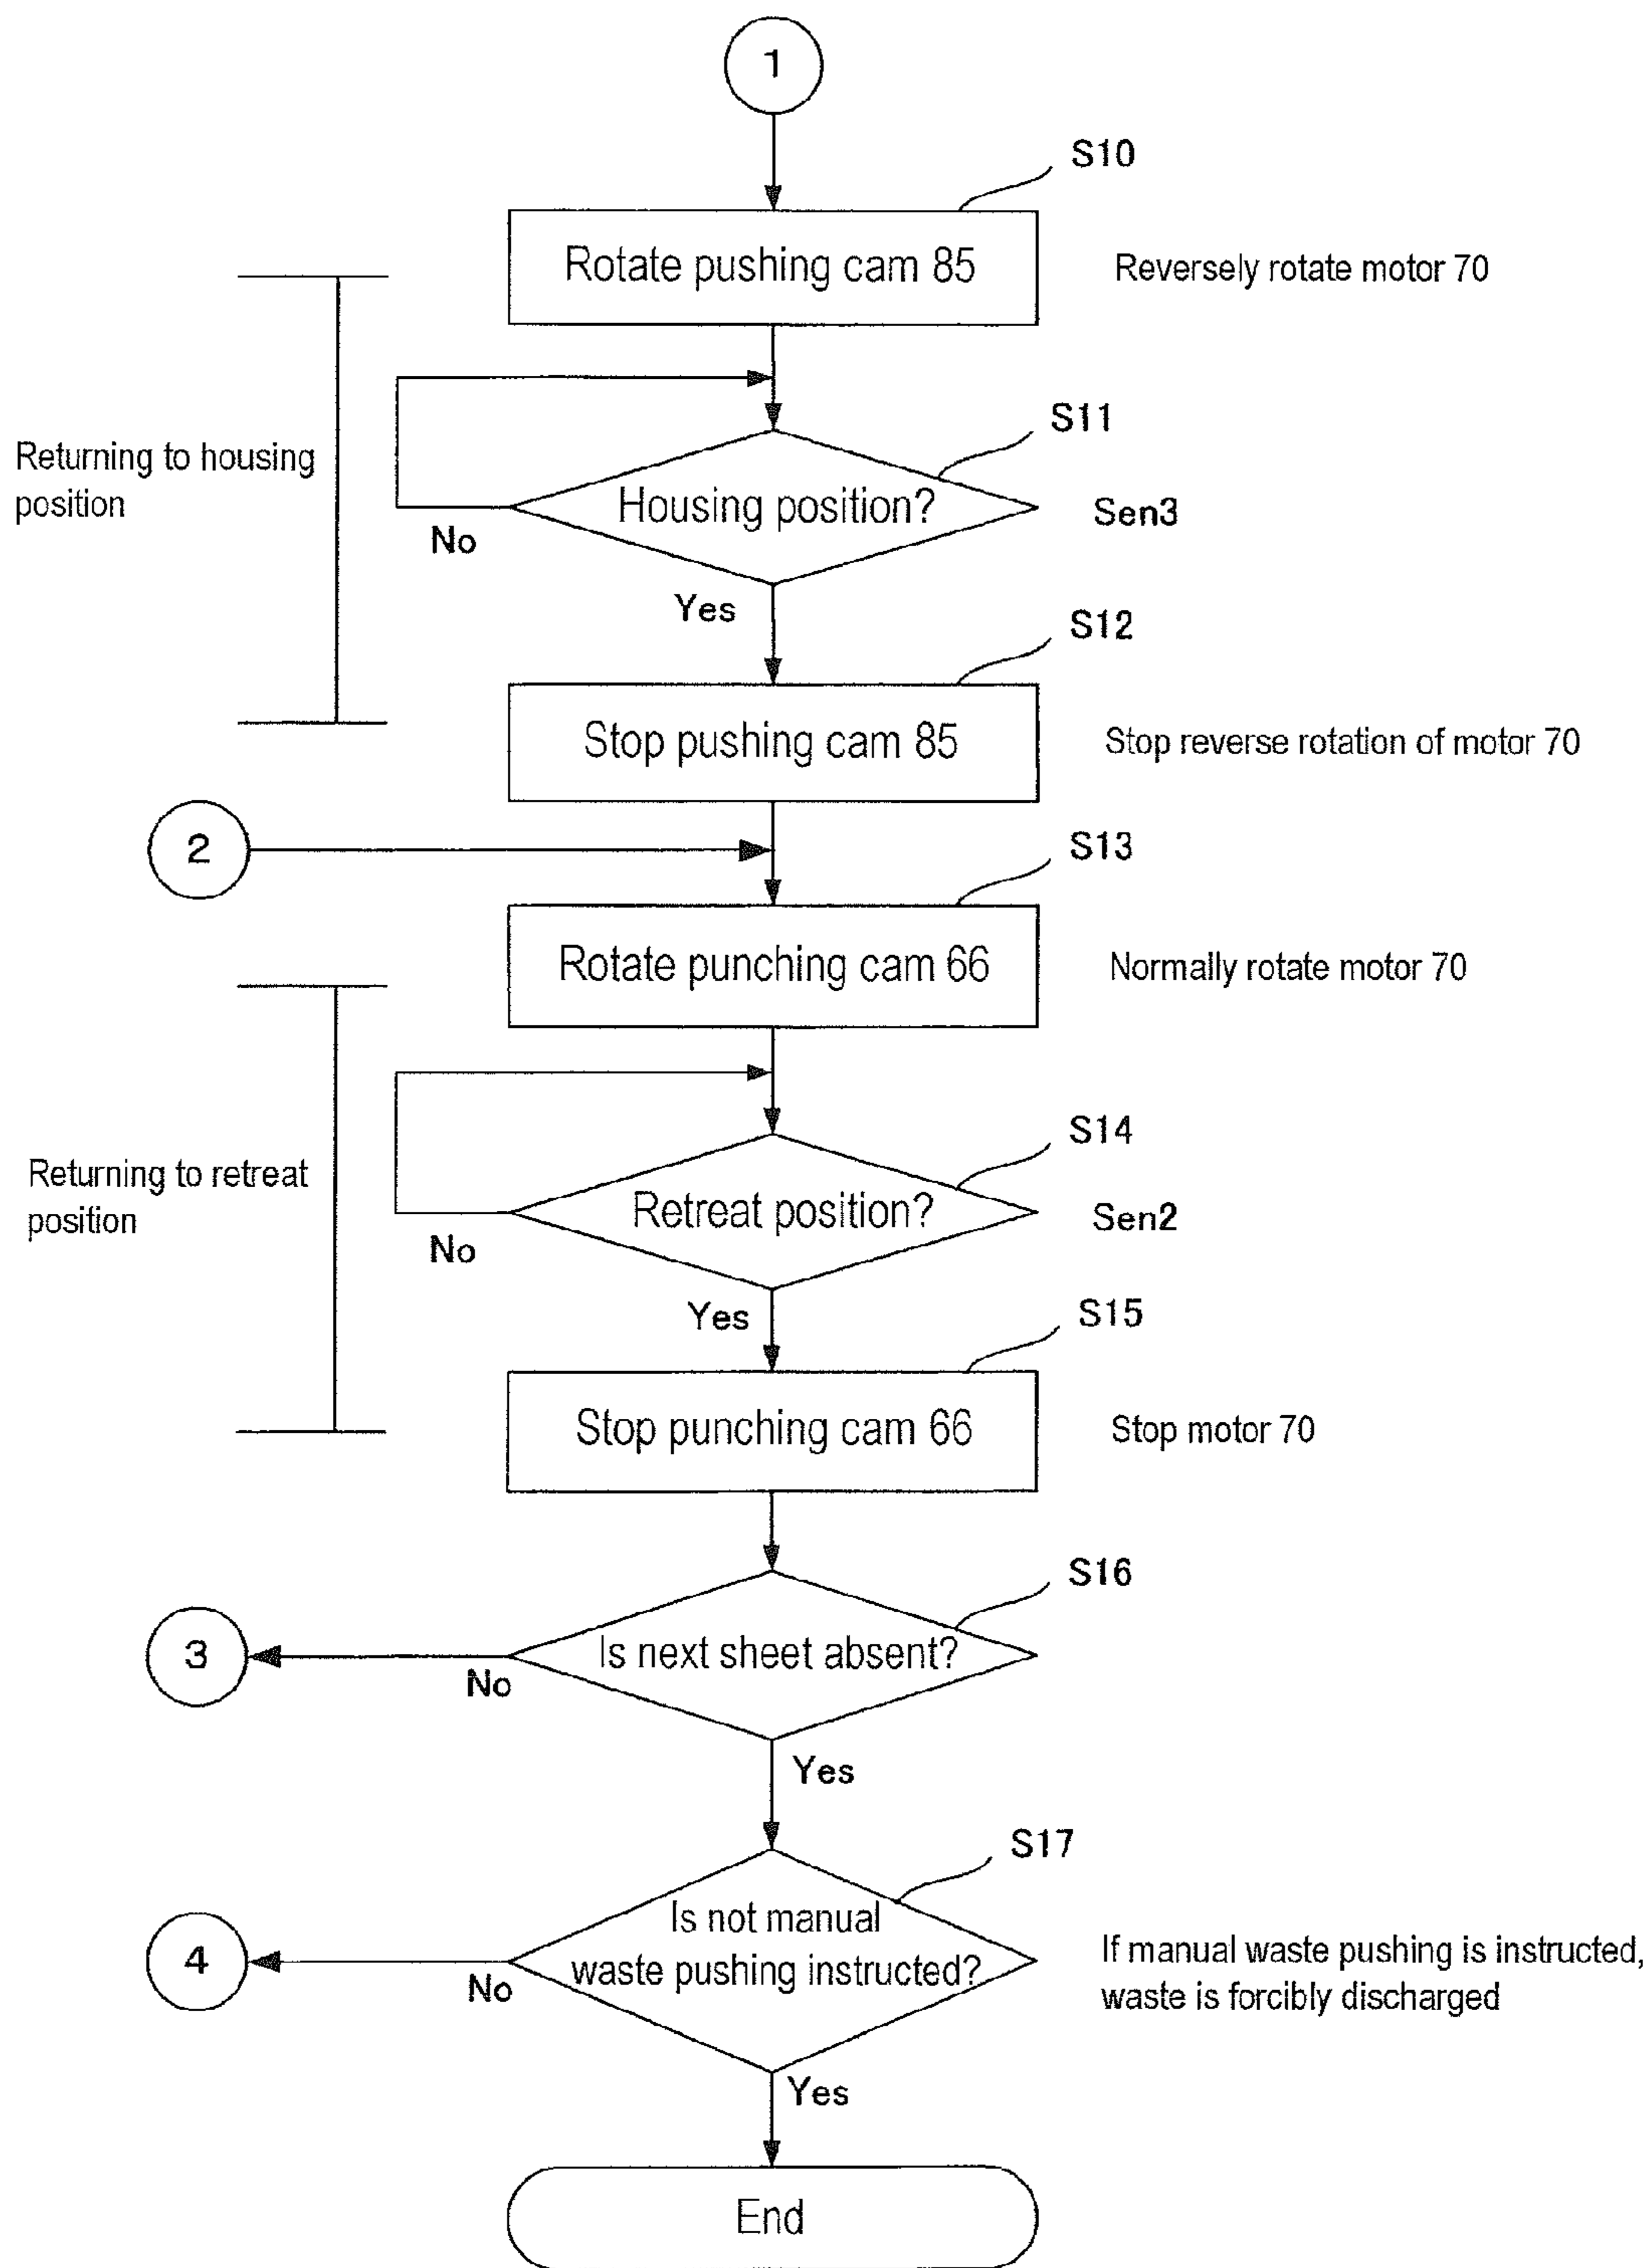 1
S10
Rotate pushing cam 85
Reversely rotate motor 70
Returning to housing
position
S11
Housing position?
Sen3
No
Yes
S12
Stop pushing cam 85
Stop reverse rotation of motor 70
2
S13
Rotate punching cam 66
Normally rotate motor 70
Returning to retreat
position
S14
Retreat position?
Sen2
No
Yes
S15
Stop punching cam 66
Stop motor 70
S16
Is next sheet absent?
3
No
Yes
S17
Is not manual
waste pushing instructed?
4
No
If manual waste pushing is instructed,
waste is forcibly discharged
Yes
End